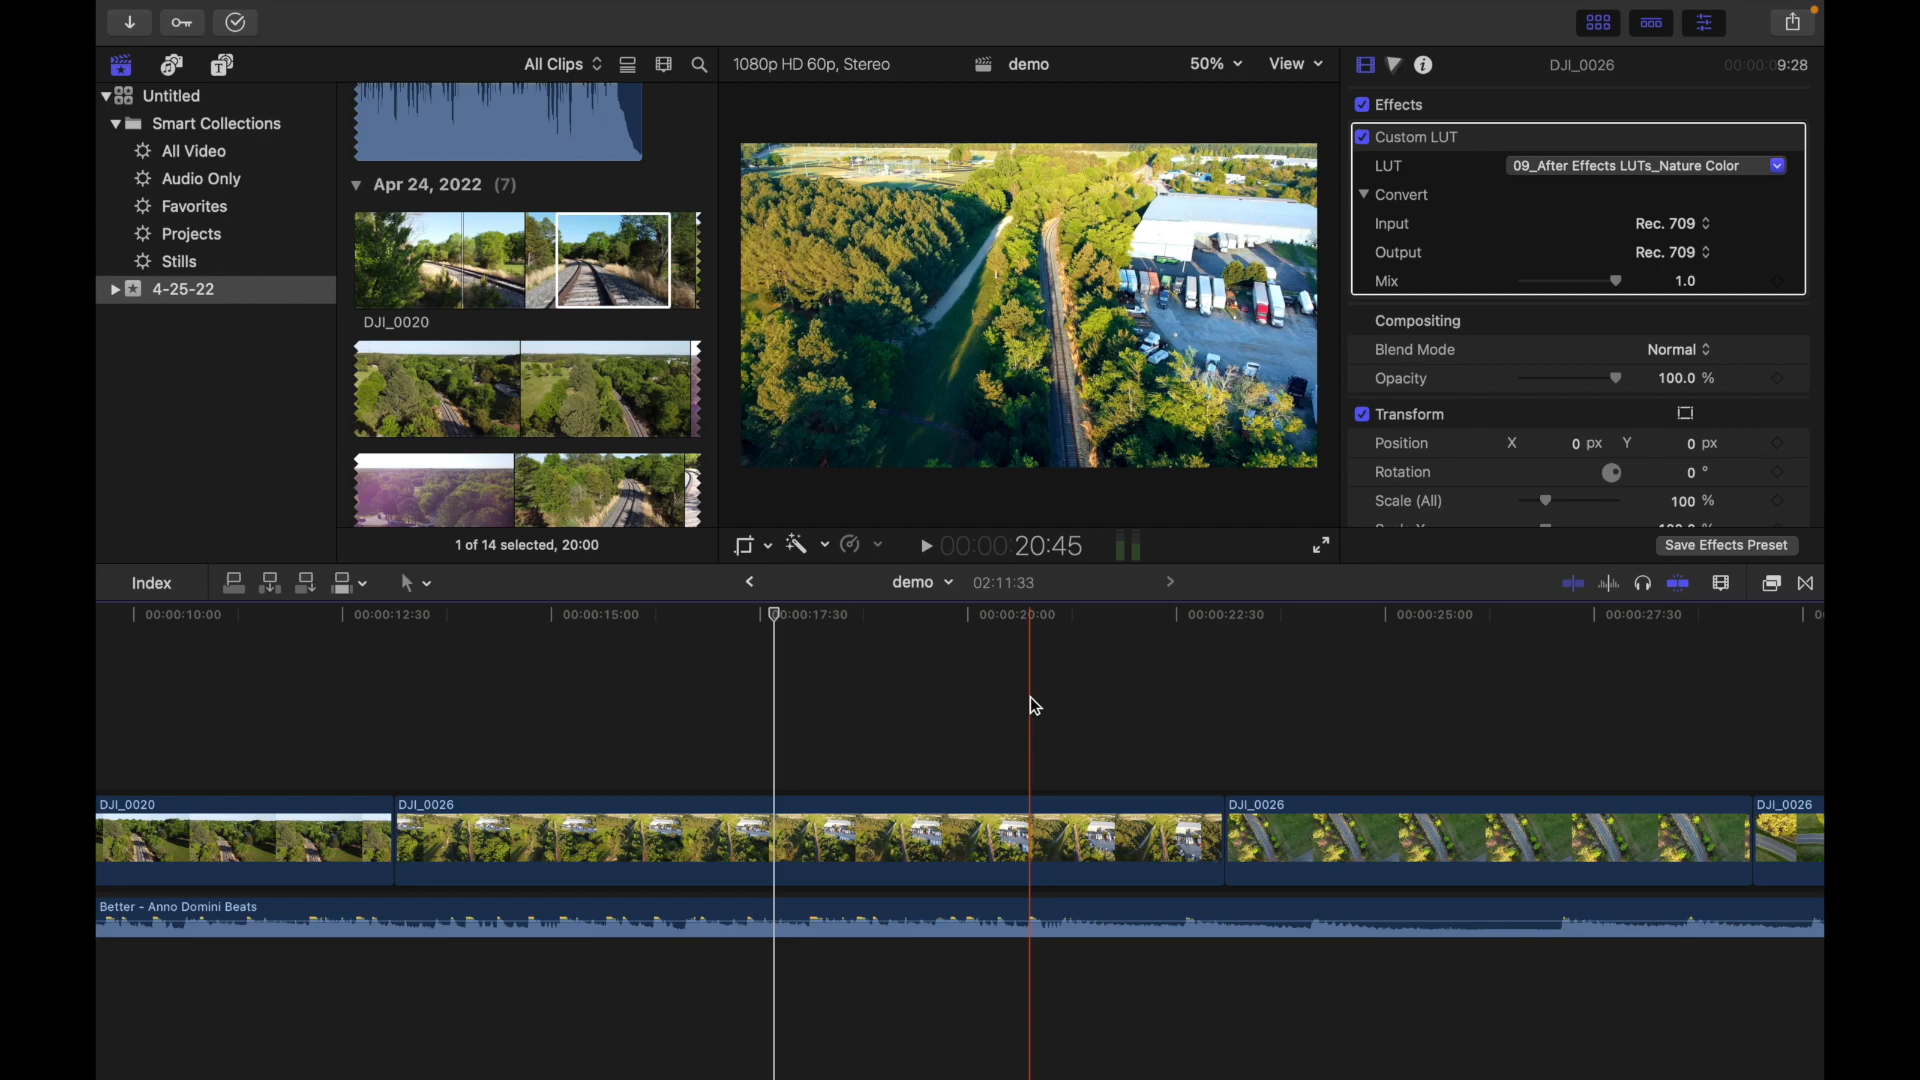 All Clips
1080p HD 60p, Stereo
demo
50%
View
DJI_0026
00:00:09:28
Untitled
Smart Collections
All Video
Audio Only
Favorites
Projects
Stills
4-25-22
Apr 24, 2022 (7)
DJI_0020
1 of 14 selected, 20:00
00:00:00:20:45
Effects
Custom LUT
LUT 09_After Effects LUTs_Nature Color
Convert
Input Rec. 709
Output Rec. 709
Mix 1.0
Compositing
Blend Mode Normal
Opacity 100.0 %
Transform
Position X 0 px Y 0 px
Rotation 0 °
Scale (All) 100 %
Save Effects Preset
Index
demo 02:11:33
00:00:10:00 00:00:12:30 00:00:15:00 00:00:17:30 00:00:20:00 00:00:22:30 00:00:25:00 00:00:27:30
DJI_0020 DJI_0026 DJI_0026 DJI_0026
Better - Anno Domini Beats